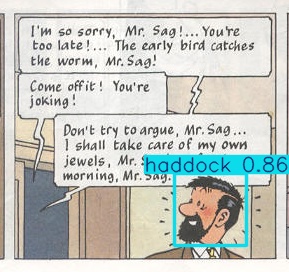 I'm so sorry, Mr. Sag!... You're
too late!... The early bird catches
the worm, Mr. Sag!
Come off it! You're
joking!
Don't try to argue, Mr. Sag...
I shall take care of my own
jewels, Mr.
haddock 0.86
morning, Mr. Sag.